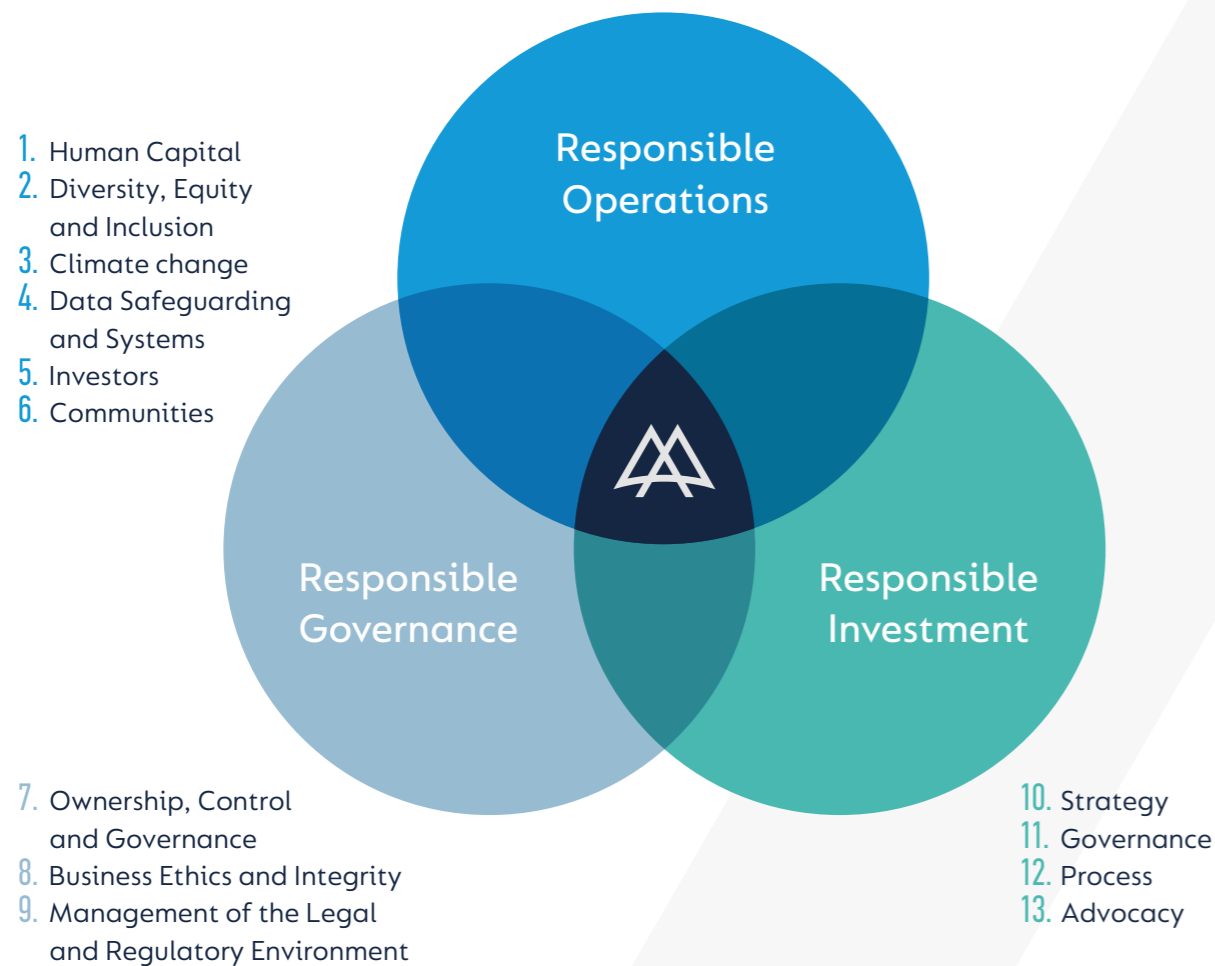 Responsible
Operations
1. Human Capital
2. Diversity, Equity
and Inclusion
3. Climate change
4. Data Safeguarding
and Systems
5. Investors
6. Communities
Responsible
Governance
Responsible
Investment
7. Ownership, Control
and Governance
8. Business Ethics and Integrity
9. Management of the Legal
and Regulatory Environment
10. Strategy
11. Governance
12. Process
13. Advocacy